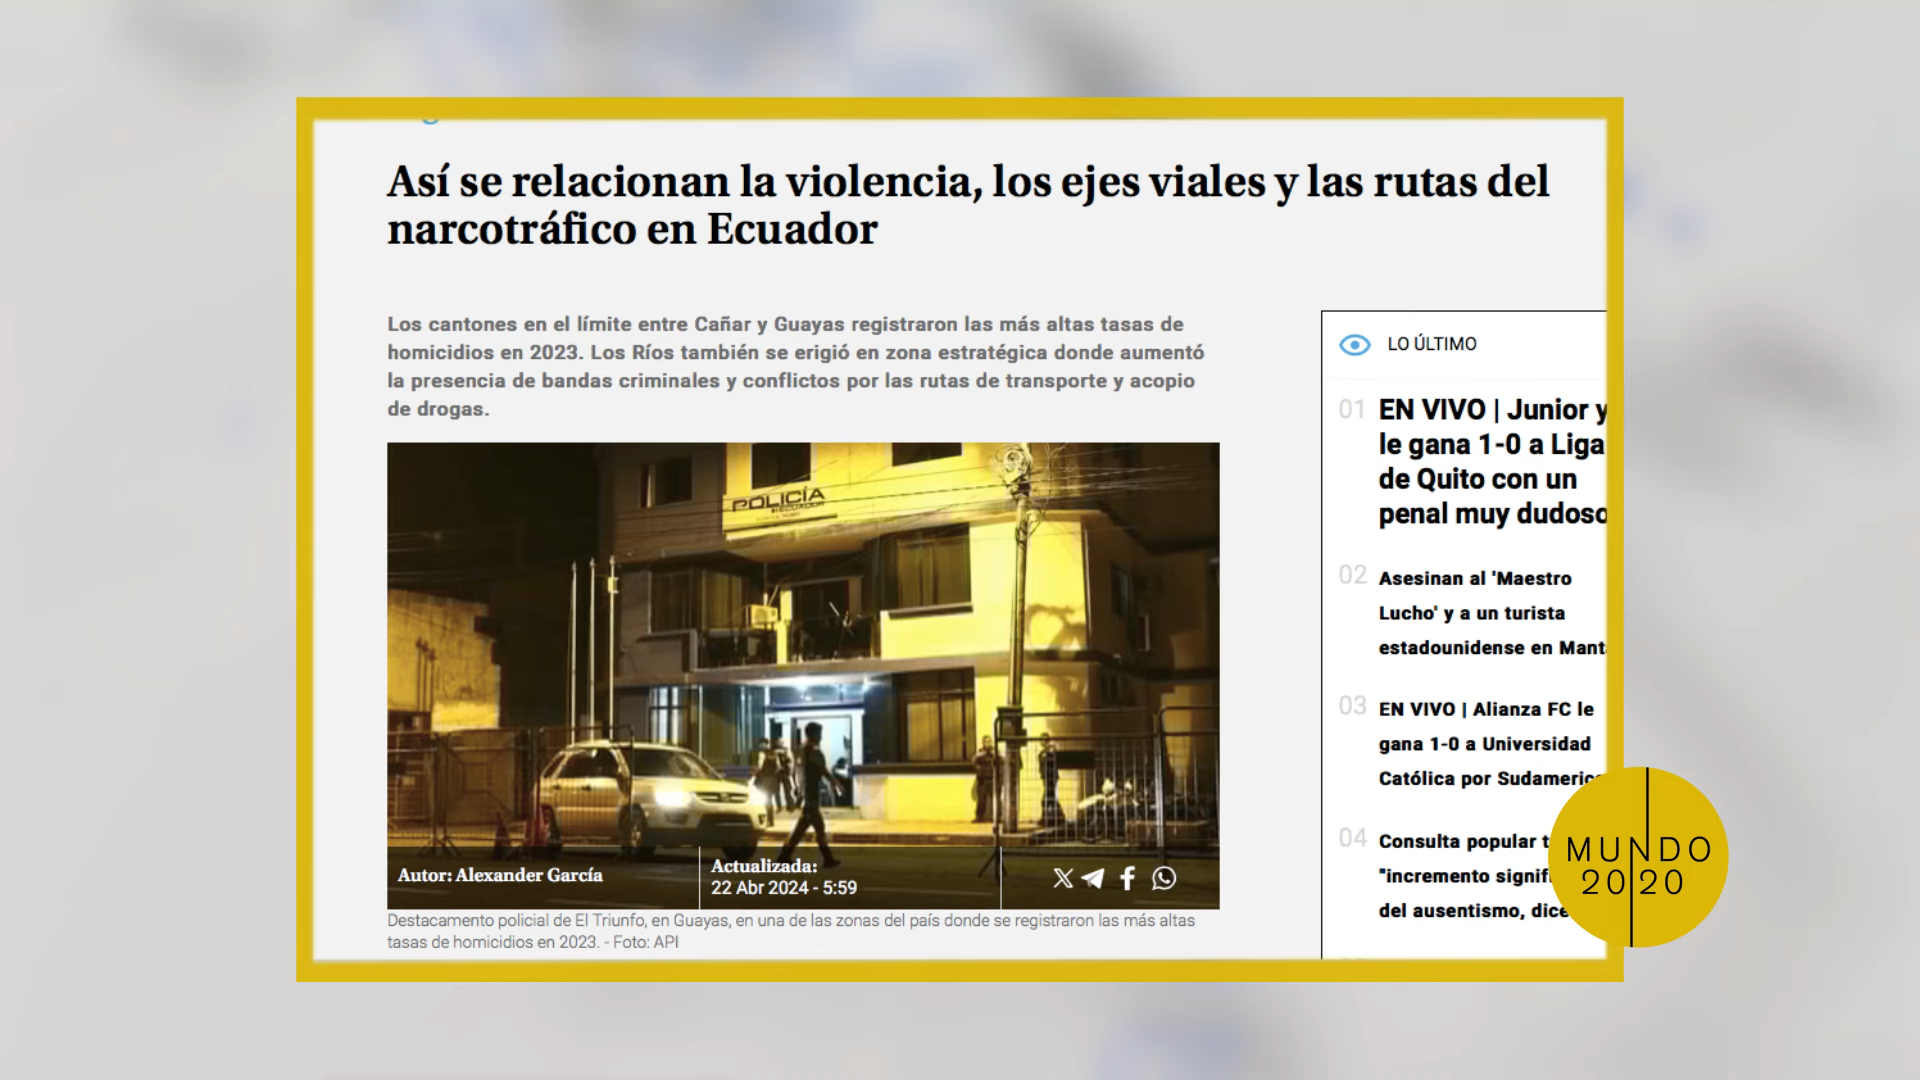 Así se relacionan la violencia, los ejes viales y las rutas del
narcotráfico en Ecuador
Los cantones en el límite entre Cañar y Guayas registraron las más altas tasas de
homicidios en 2023. Los Ríos también se erigió en zona estratégica donde aumentó
la presencia de bandas criminales y conflictos por las rutas de transporte y acopio
de drogas.
POLICÍA
Autor: Alexander García
Actualizada:
22 Abr 2024 - 5:59
Destacamento policial de El Triunfo, en Guayas, en una de las zonas del país donde se registraron las más altas
tasas de homicidios en 2023. - Foto: API
LO ÚLTIMO
01
EN VIVO | Junior y
le gana 1-0 a Liga
de Quito con un
penal muy dudoso
02
Asesinan al 'Maestro
Lucho' y a un turista
estadounidense en Mant
03
EN VIVO | Alianza FC le
gana 1-0 a Universidad
Católica por Sudameric
04
Consulta popular t
"incremento signif
del ausentismo, dice
MUNDO
2020